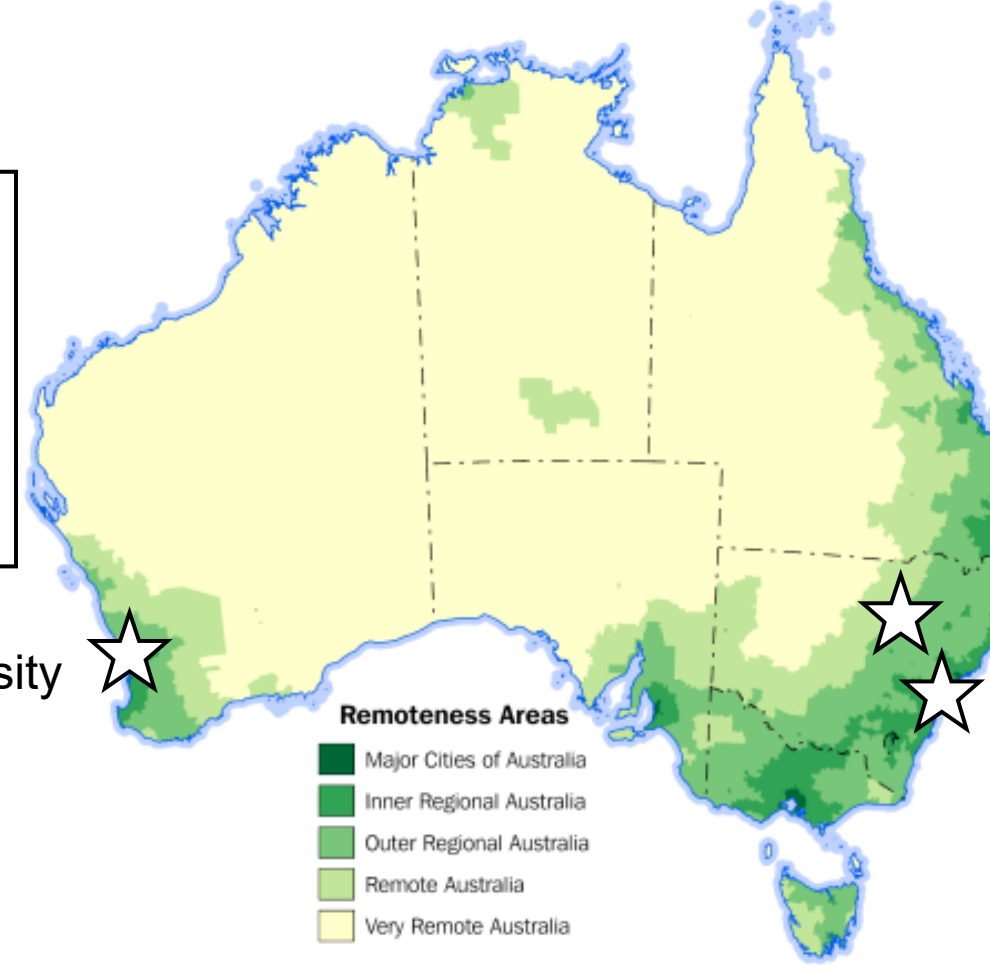 sity
Remoteness Areas
Major Cities of Australia
Inner Regional Australia
Outer Regional Australia
Remote Australia
Very Remote Australia